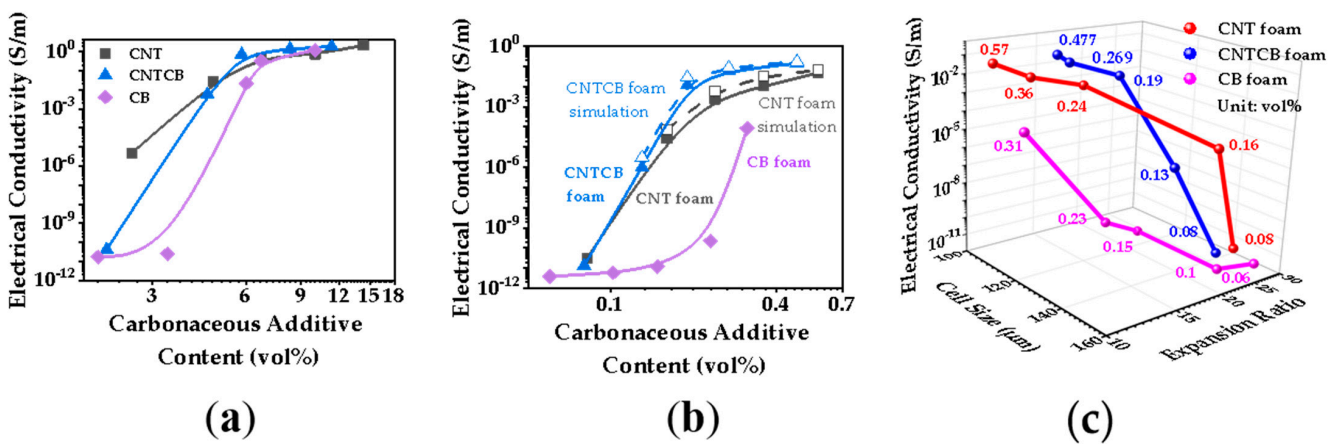 Electrical Conductivity (S/m)
10⁰
10⁻³
10⁻⁶
10⁻⁹
10⁻¹²
CNT
CNTCB
CB
3 6 9 12 15 18
Carbonaceous Additive
Content (vol%)
(a)
Electrical Conductivity (S/m)
10⁰
10⁻³
10⁻⁶
10⁻⁹
10⁻¹²
CNTCB foam
simulation
CNT foam
simulation
CB foam
CNTCB
foam
CNT foam
0.1 0.4 0.7
Carbonaceous Additive
Content (vol%)
(b)
Electrical Conductivity (S/m)
10⁻²
10⁻⁵
10⁻⁸
10⁻¹¹
CNT foam
CNTCB foam
CB foam
Unit: vol%
0.57
0.36
0.24
0.16
0.08
0.477
0.269
0.19
0.13
0.08
0.31
0.23
0.15
0.1
0.06
100
120
140
160
Cell Size (μm)
10
15
20
25
30
Expansion Ratio
(c)